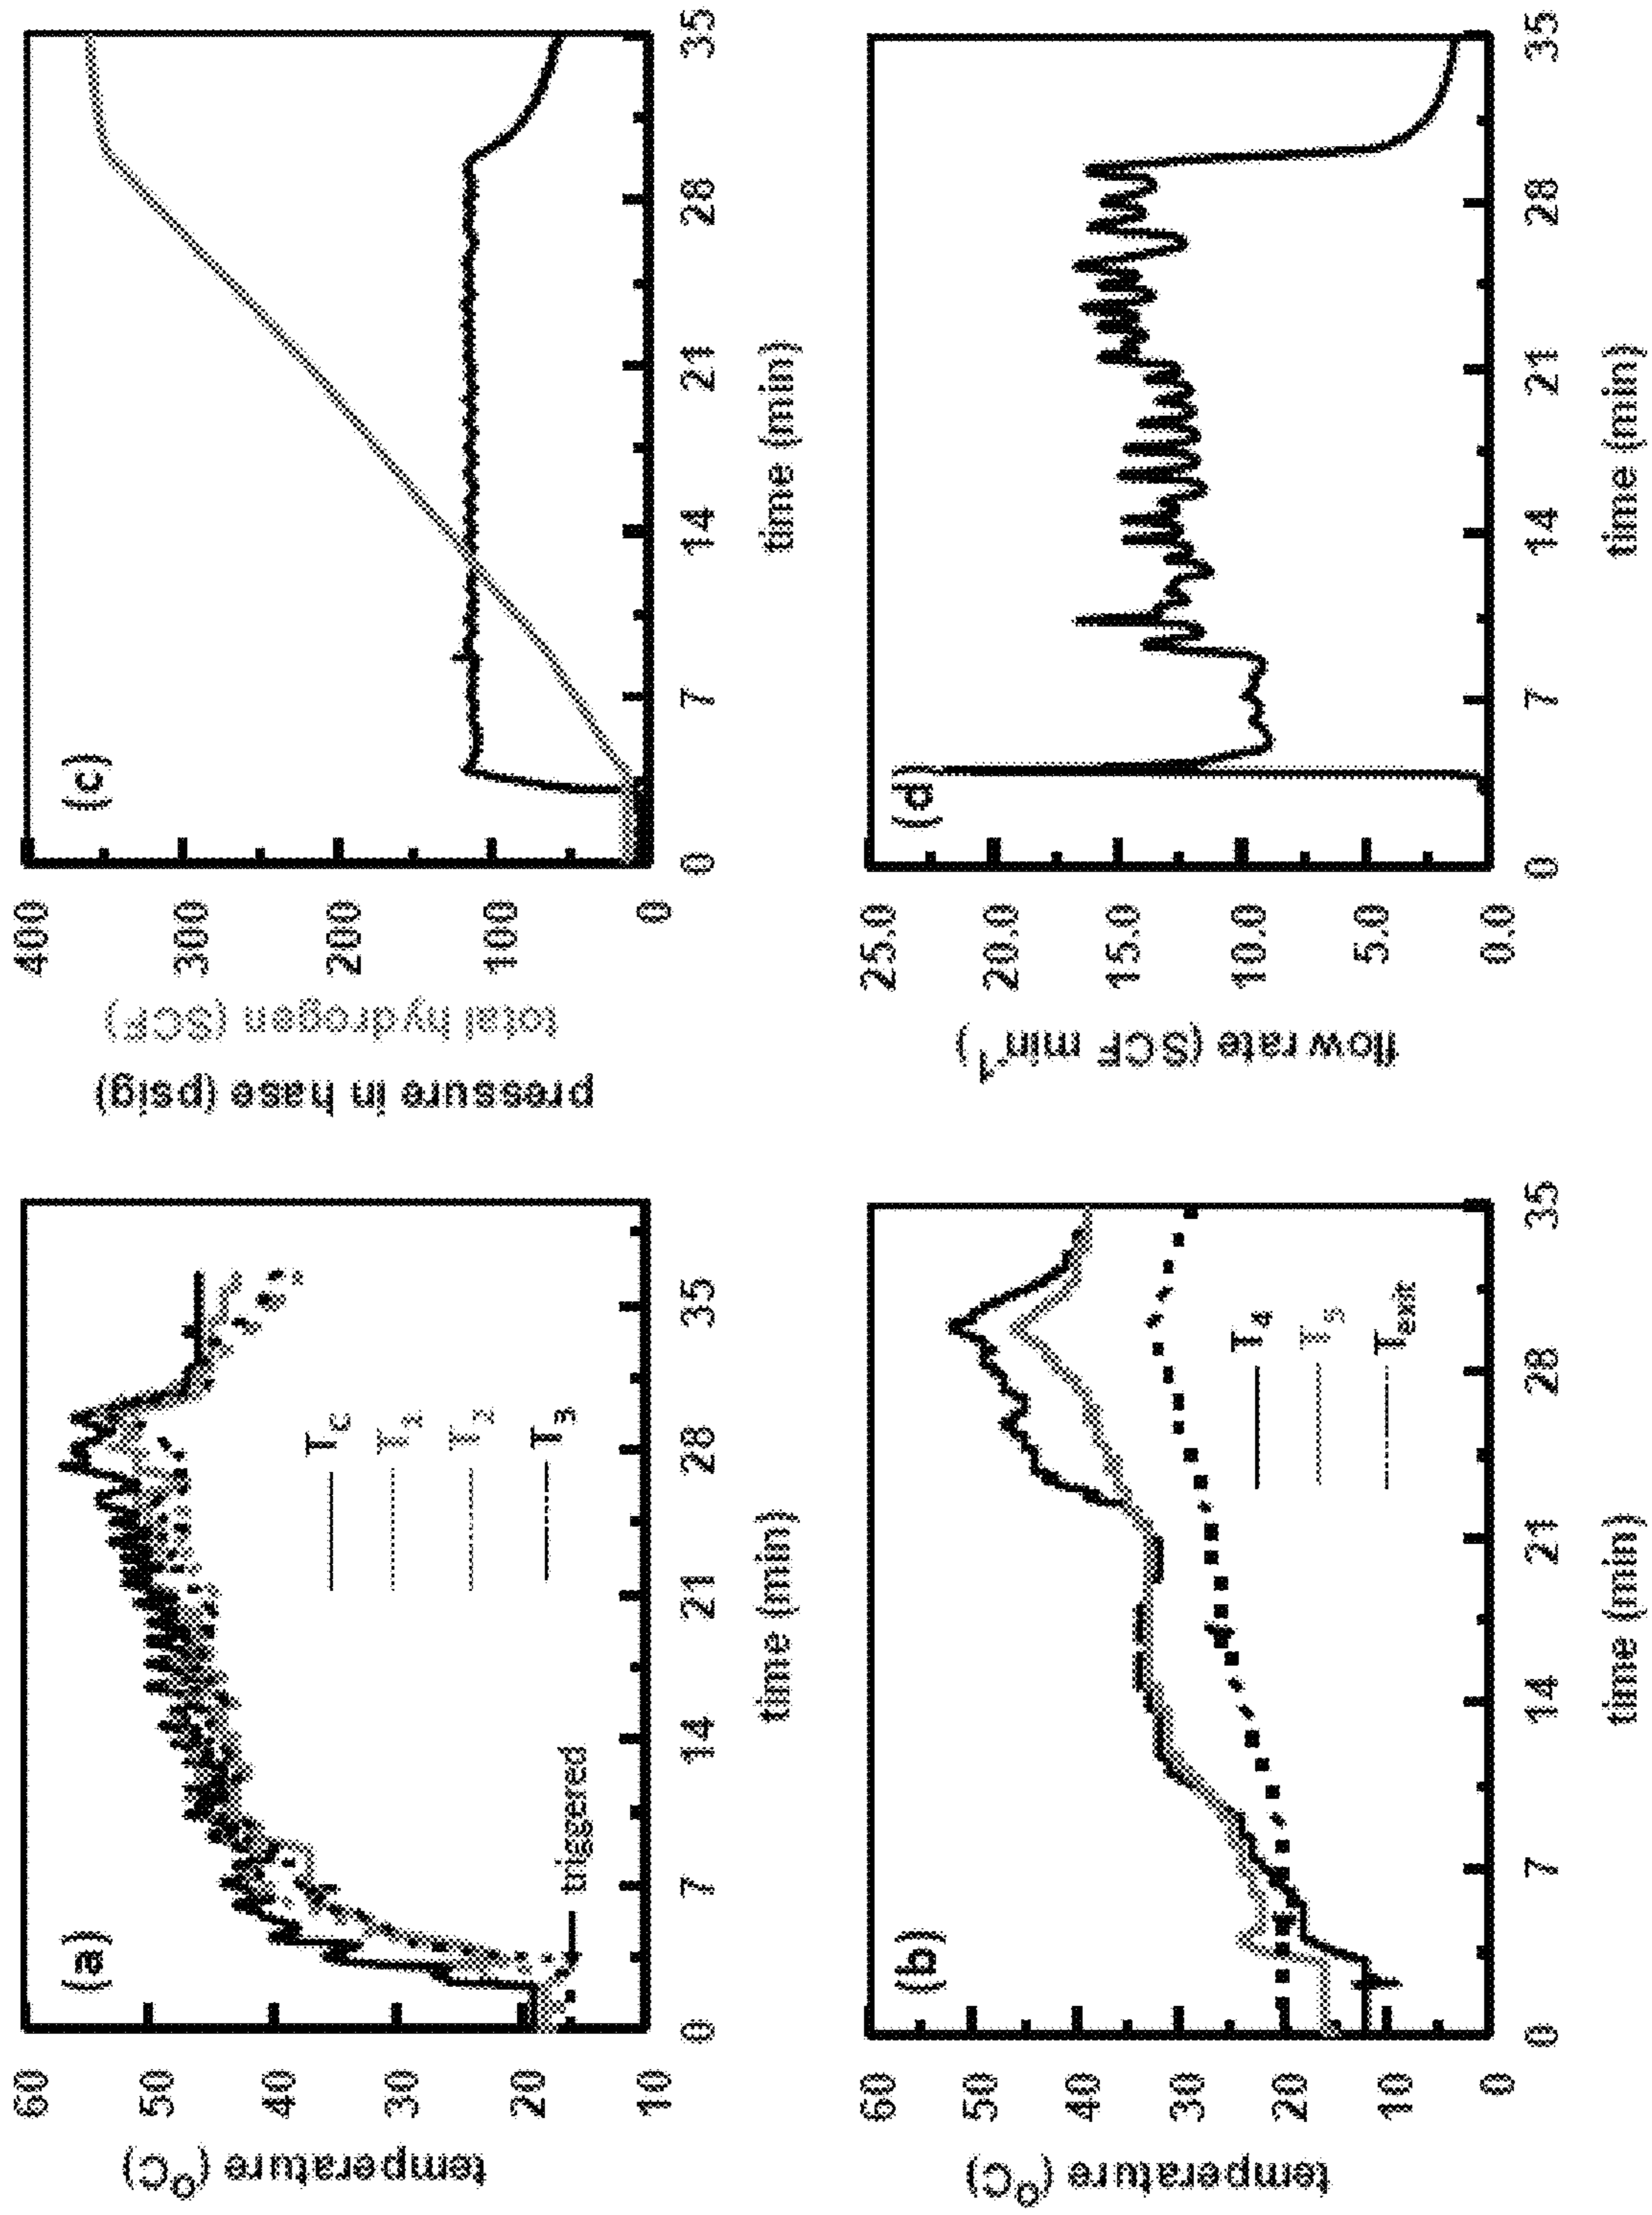 (a)
temperature (°C)
60
50
40
30
20
10
T_C
T_1
T_2
T_3
triggered
0
7
14
21
28
35
time (min)
(c)
pressure in hase (psig)
total hydrogen (SCF)
400
300
200
100
0
0
7
14
21
28
35
time (min)
(b)
temperature (°C)
60
50
40
30
20
10
0
T_4
T_5
T_exit
0
7
14
21
28
35
time (min)
(d)
flow rate (SCF min⁻¹)
25.0
20.0
15.0
10.0
5.0
0.0
0
7
14
21
28
35
time (min)